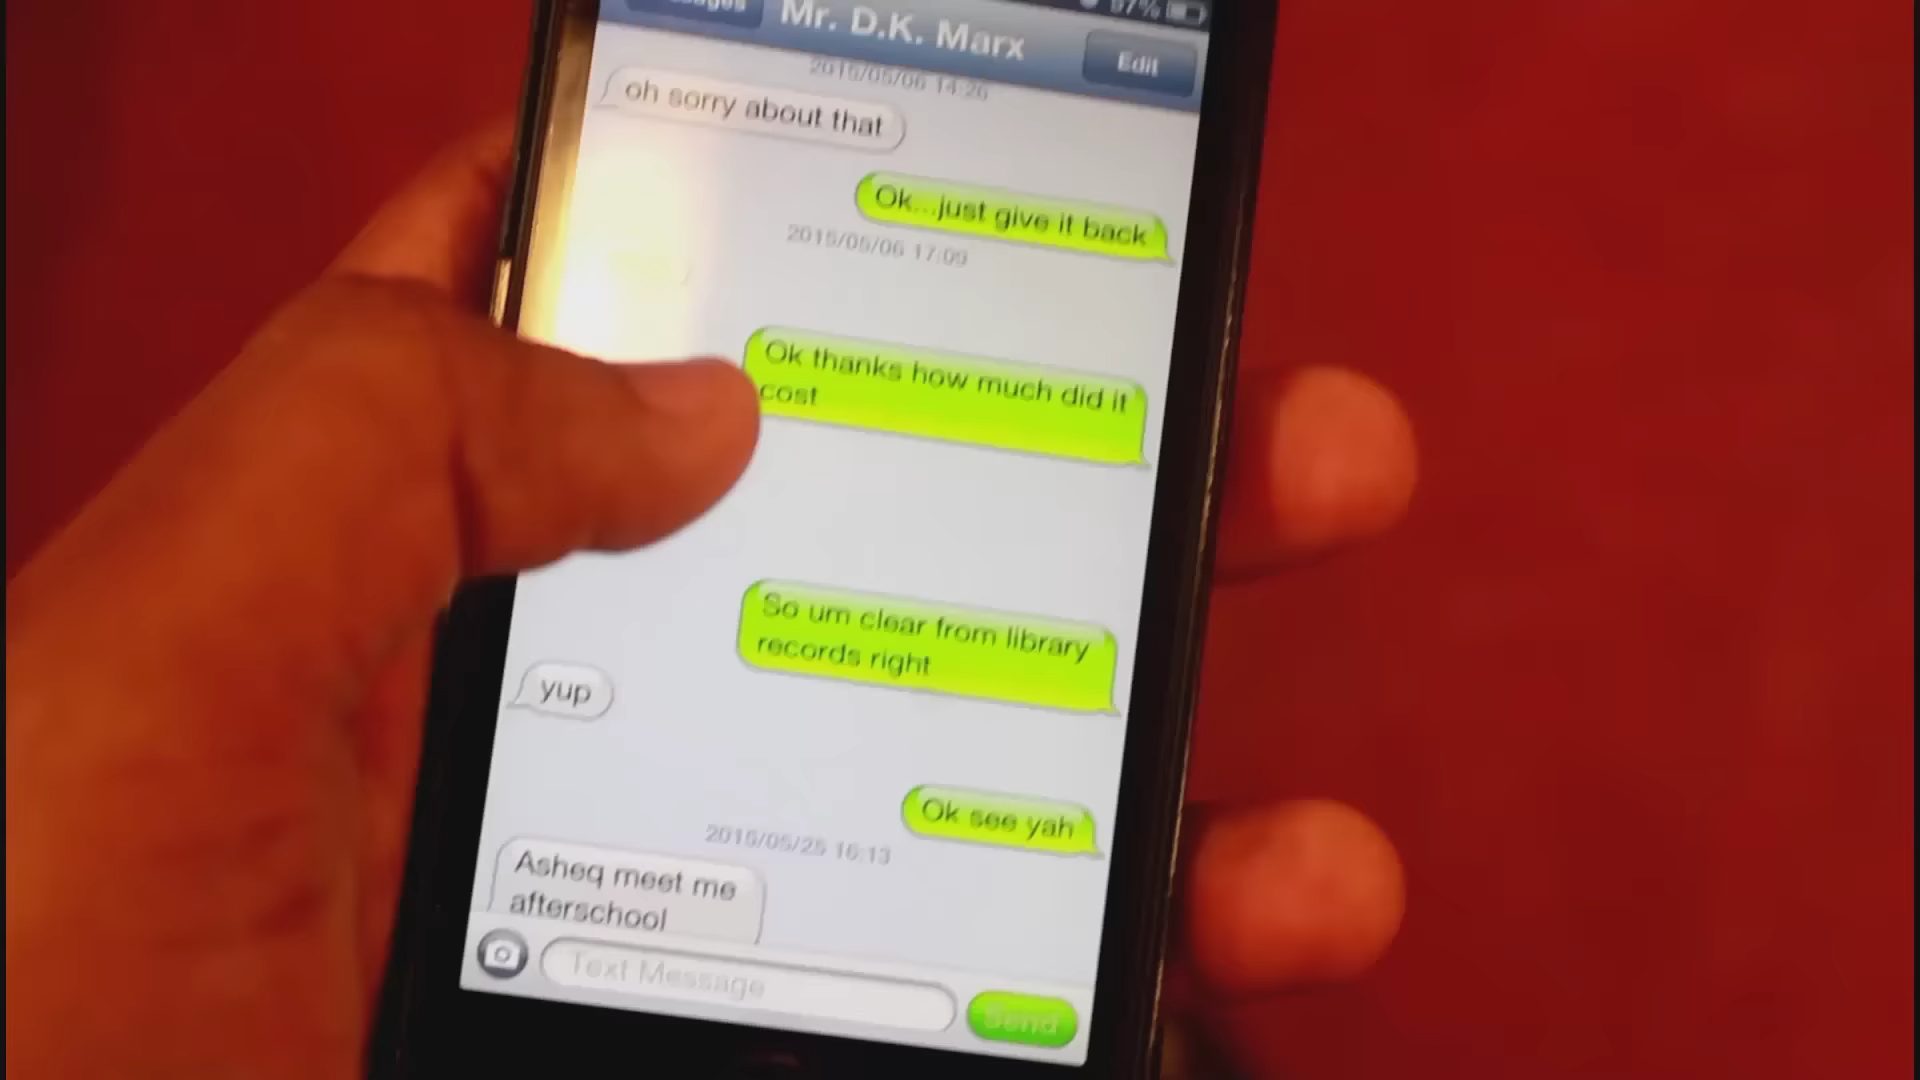 97%
Mr. D.K. Marx
Edit
2015/05/06 14:26
oh sorry about that
Ok...just give it back
2015/05/06 17:09
Ok thanks how much did it
cost
So um clear from library
records right
yup
Ok see yah
2015/05/25 16:13
Asheq meet me
afterschool
Text Message
Send